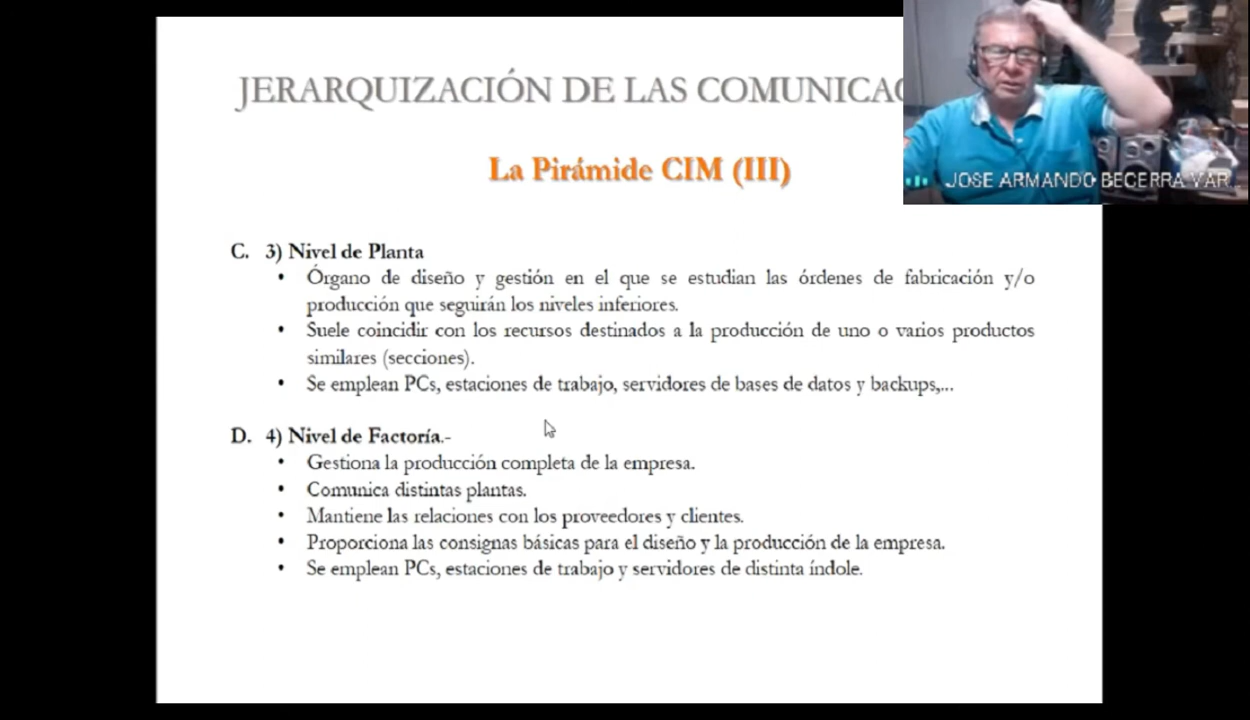 JERARQUIZACIÓN DE LAS
La Pirámide CIM (III)
JOSE ARMANDO BECERRA VAR
C. 3) Nivel de Planta
• Órgano de diseño y gestión en el que se estudian las órdenes de fabricación y/o
producción que seguirán los niveles inferiores.
• Suele coincidir con los recursos destinados a la producción de uno o varios productos
similares (secciones).
• Se emplean PCs, estaciones de trabajo, servidores de bases de datos y backups,...
D. 4) Nivel de Factoría.-
• Gestiona la producción completa de la empresa.
• Comunica distintas plantas.
• Mantiene las relaciones con los proveedores y clientes.
• Proporciona las consignas básicas para el diseño y la producción de la empresa.
• Se emplean PCs, estaciones de trabajo y servidores de distinta índole.